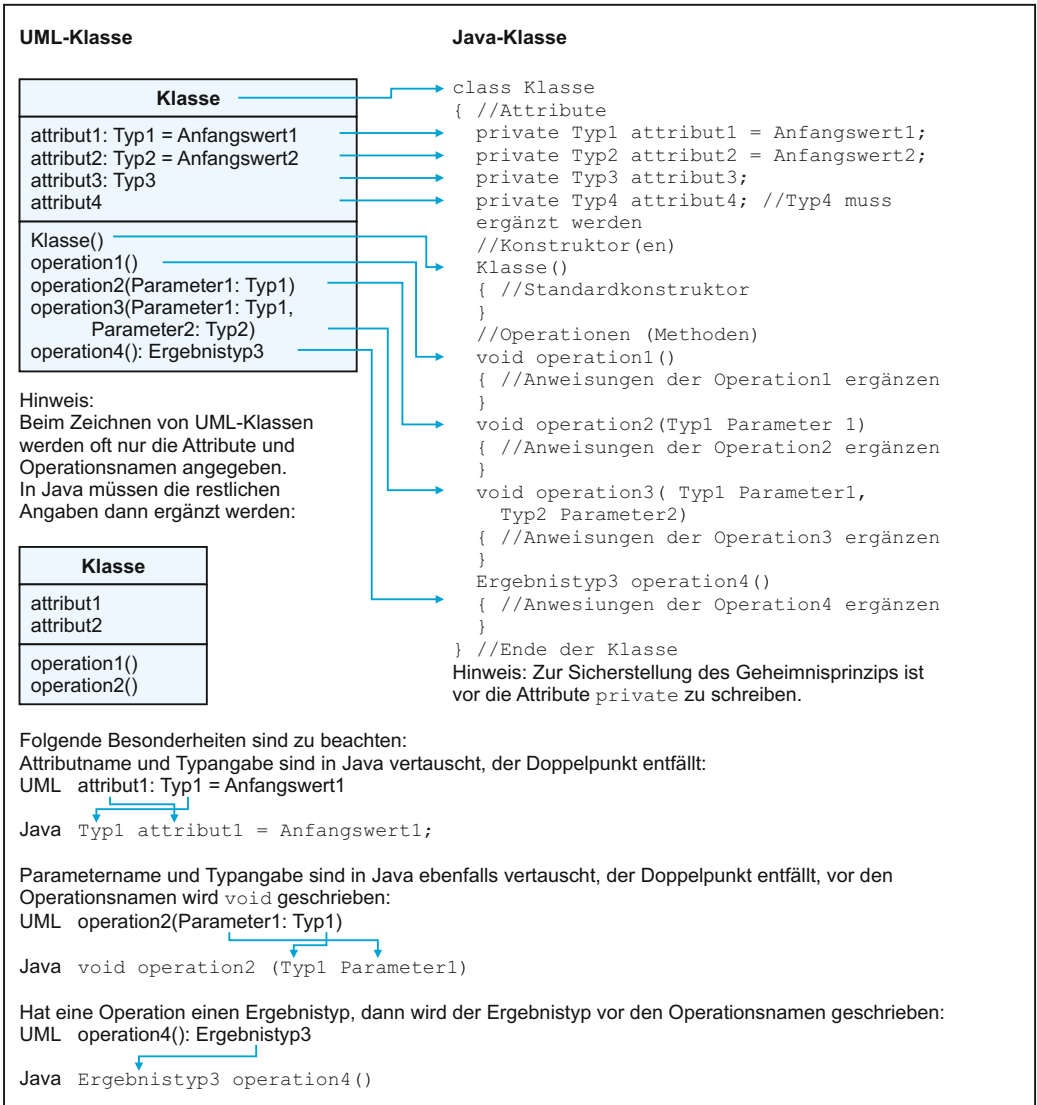 UML-Klasse
Klasse
attribut1: Typ1 = Anfangswert1
attribut2: Typ2 = Anfangswert2
attribut3: Typ3
attribut4
Klasse()
operation1()
operation2(Parameter1: Typ1)
operation3(Parameter1: Typ1,
Parameter2: Typ2)
operation4(): Ergebnistyp3
Hinweis:
Beim Zeichnen von UML-Klassen
werden oft nur die Attribute und
Operationsnamen angegeben.
In Java müssen die restlichen
Angaben dann ergänzt werden:
Klasse
attribut1
attribut2
operation1()
operation2()
Java-Klasse
class Klasse
{ //Attribute
private Typ1 attribut1 = Anfangswert1;
private Typ2 attribut2 = Anfangswert2;
private Typ3 attribut3;
private Typ4 attribut4; //Typ4 muss
ergänzt werden
//Konstruktor(en)
Klasse()
{ //Standardkonstruktor
}
//Operationen (Methoden)
void operation1()
{ //Anweisungen der Operation1 ergänzen
}
void operation2(Typ1 Parameter 1)
{ //Anweisungen der Operation2 ergänzen
}
void operation3( Typ1 Parameter1,
Typ2 Parameter2)
{ //Anweisungen der Operation3 ergänzen
}
Ergebnistyp3 operation4()
{ //Anwesiungen der Operation4 ergänzen
}
} //Ende der Klasse
Hinweis: Zur Sicherstellung des Geheimnisprinzips ist
vor die Attribute private zu schreiben.
Folgende Besonderheiten sind zu beachten:
Attributname und Typangabe sind in Java vertauscht, der Doppelpunkt entfällt:
UML attribut1: Typ1 = Anfangswert1
Java Typ1 attribut1 = Anfangswert1;
Parametername und Typangabe sind in Java ebenfalls vertauscht, der Doppelpunkt entfällt, vor den
Operationsnamen wird void geschrieben:
UML operation2(Parameter1: Typ1)
Java void operation2 (Typ1 Parameter1)
Hat eine Operation einen Ergebnistyp, dann wird der Ergebnistyp vor den Operationsnamen geschrieben:
UML operation4(): Ergebnistyp3
Java Ergebnistyp3 operation4()